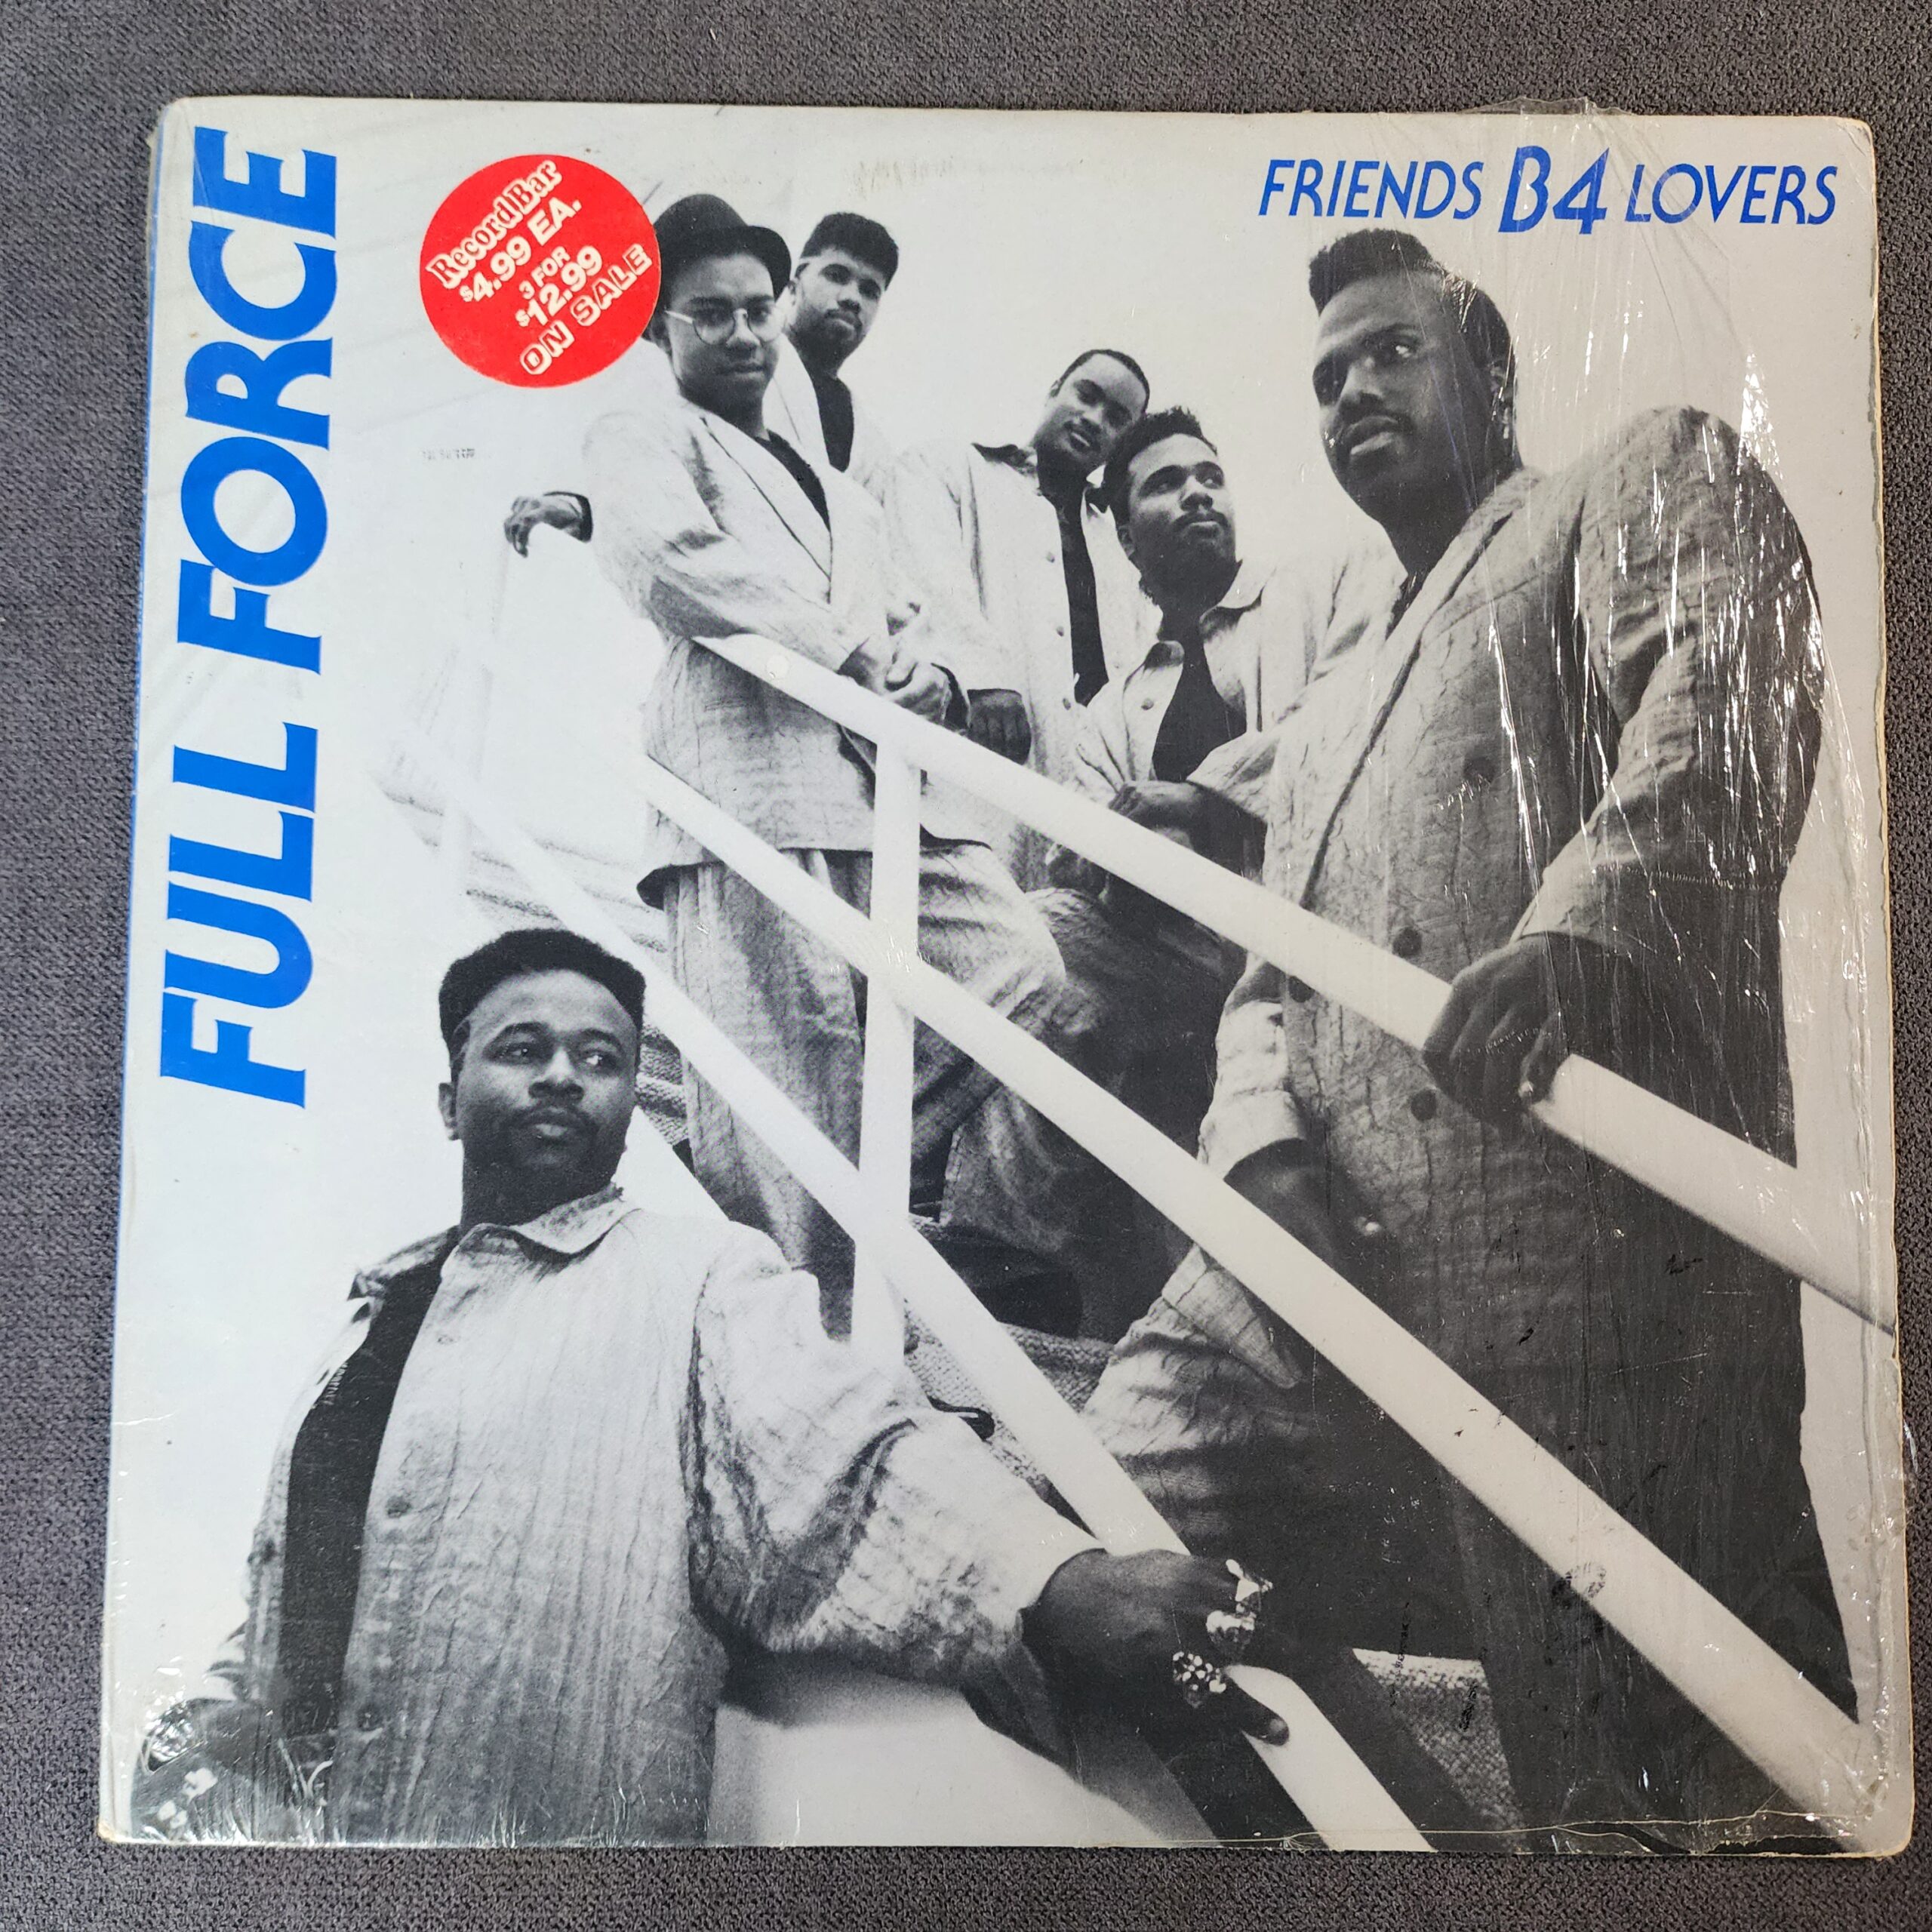 FULL FORCE
Record Bar
$4.99 EA.
3 FOR
$12.99
ON SALE
FRIENDS B4 LOVERS